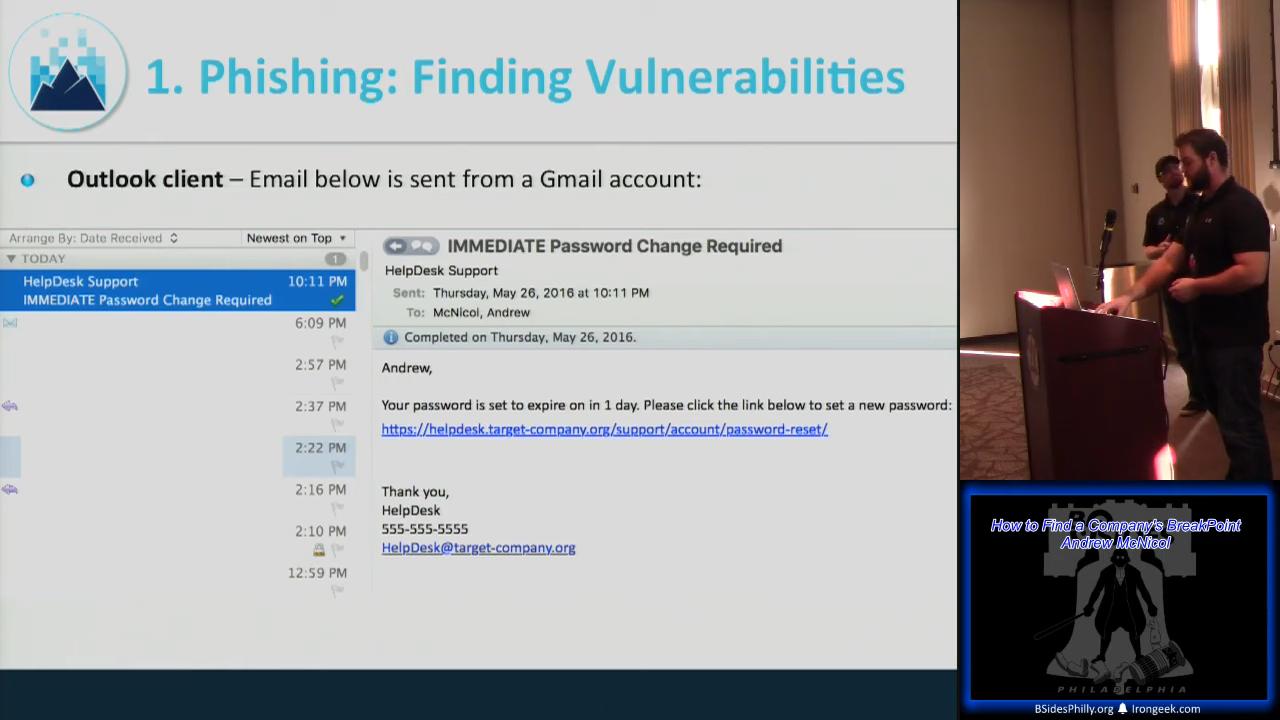 1. Phishing: Finding Vulnerabilities
Outlook client – Email below is sent from a Gmail account:
Arrange By: Date Received
Newest on Top
TODAY
1
HelpDesk Support 10:11 PM
IMMEDIATE Password Change Required
6:09 PM
2:57 PM
2:37 PM
2:22 PM
2:16 PM
2:10 PM
12:59 PM
IMMEDIATE Password Change Required
HelpDesk Support
Sent: Thursday, May 26, 2016 at 10:11 PM
To: McNicol, Andrew
Completed on Thursday, May 26, 2016.
Andrew,
Your password is set to expire on in 1 day. Please click the link below to set a new password:
https://helpdesk.target-company.org/support/account/password-reset/
Thank you,
HelpDesk
555-555-5555
HelpDesk@target-company.org
How to Find a Company's BreakPoint
Andrew McNicol
PHILADELPHIA
BSidesPhilly.org Irongeek.com